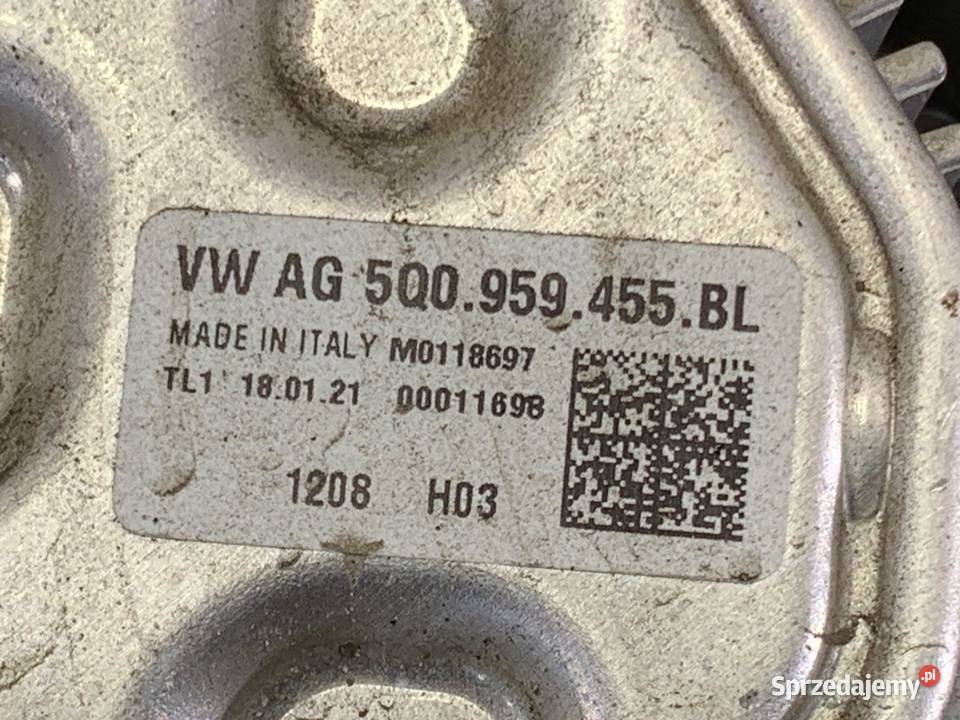 VW AG 5Q0.959.455.BL
MADE IN ITALY M0118697
TL1 18.01.21 00011698
1208 H03
Sprzedajemy.pl